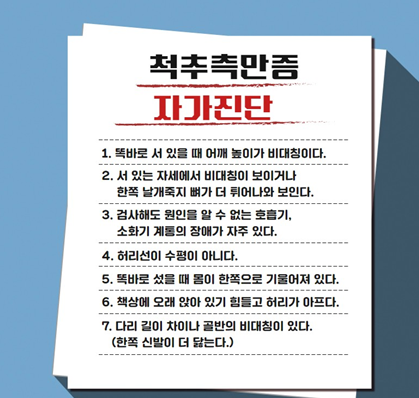 척추측만증
자가진단
1. 똑바로 서 있을 때 어깨 높이가 비대칭이다.
2. 서 있는 자세에서 비대칭이 보이거나
한쪽 날개죽지 뼈가 더 튀어나와 보인다.
3. 검사해도 원인을 알 수 없는 호흡기,
소화기 계통의 장애가 자주 있다.
4. 허리선이 수평이 아니다.
5. 똑바로 섰을 때 몸이 한쪽으로 기울어져 있다.
6. 책상에 오래 앉아 있기 힘들고 허리가 아프다.
7. 다리 길이 차이나 골반의 비대칭이 있다.
(한쪽 신발이 더 닳는다.)